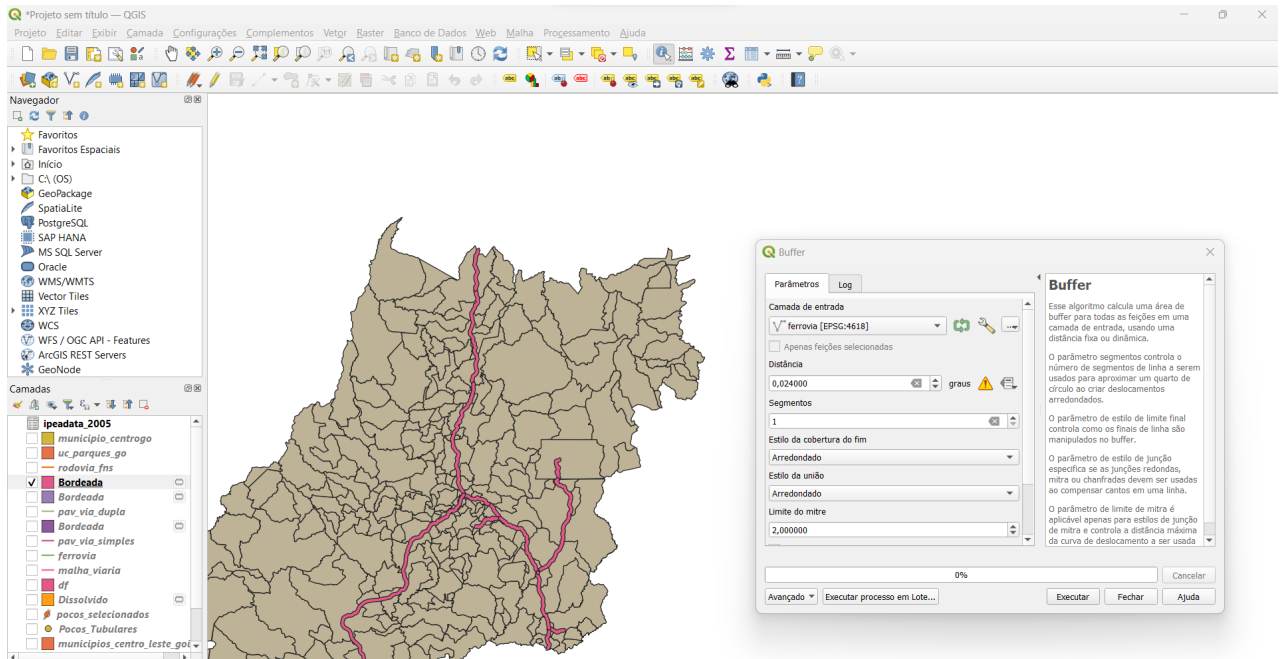 *Projeto sem título — QGIS
Projeto Editar Exibir Camada Configurações Complementos Vetor Raster Banco de Dados Web Malha Processamento Ajuda
Navegador
Favoritos
Favoritos Espaciais
Início
C:\ (OS)
GeoPackage
SpatiaLite
PostgreSQL
SAP HANA
MS SQL Server
Oracle
WMS/WMTS
Vector Tiles
XYZ Tiles
WCS
WFS / OGC API - Features
ArcGIS REST Servers
GeoNode
Camadas
ipeadata_2005
municipio_centrogo
uc_parques_go
rodovia_fns
Bordeada
Bordeada
pav_via_dupla
Bordeada
pav_via_simples
ferrovia
malha_viaria
df
Dissolvido
pocos_selecionados
Pocos_Tubulares
municipios_centro_leste_goi
Buffer
Parâmetros
Log
Camada de entrada
ferrovia [EPSG:4618]
Apenas feições selecionadas
Distância
0,024000
graus
Segmentos
1
Estilo da cobertura do fim
Arredondado
Estilo da união
Arredondado
Limite do mitre
2,000000
Buffer
Esse algoritmo calcula uma área de
buffer para todas as feições em uma
camada de entrada, usando uma
distância fixa ou dinâmica.
O parâmetro segmentos controla o
número de segmentos de linha a serem
usados para aproximar um quarto de
círculo ao criar deslocamentos
arredondados.
O parâmetro de estilo de limite final
controla como os finais de linha são
manipulados no buffer.
O parâmetro de estilo de junção
especifica se as junções redondas,
mitra ou chanfradas devem ser usadas
ao compensar cantos em uma linha.
O parâmetro de limite de mitra é
aplicável apenas para estilos de junção
de mitra e controla a distância máxima
da curva de deslocamento a ser usada
0%
Cancelar
Avançado
Executar processo em Lote...
Executar
Fechar
Ajuda